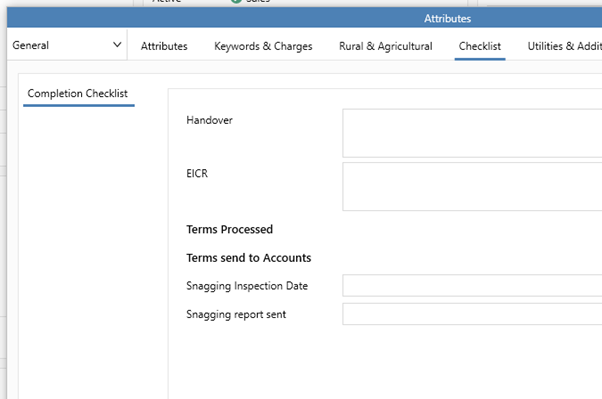 Active Sales
Attributes
General Attributes Keywords & Charges Rural & Agricultural Checklist Utilities & Addit
Completion Checklist
Handover
EICR
Terms Processed
Terms send to Accounts
Snagging Inspection Date
Snagging report sent